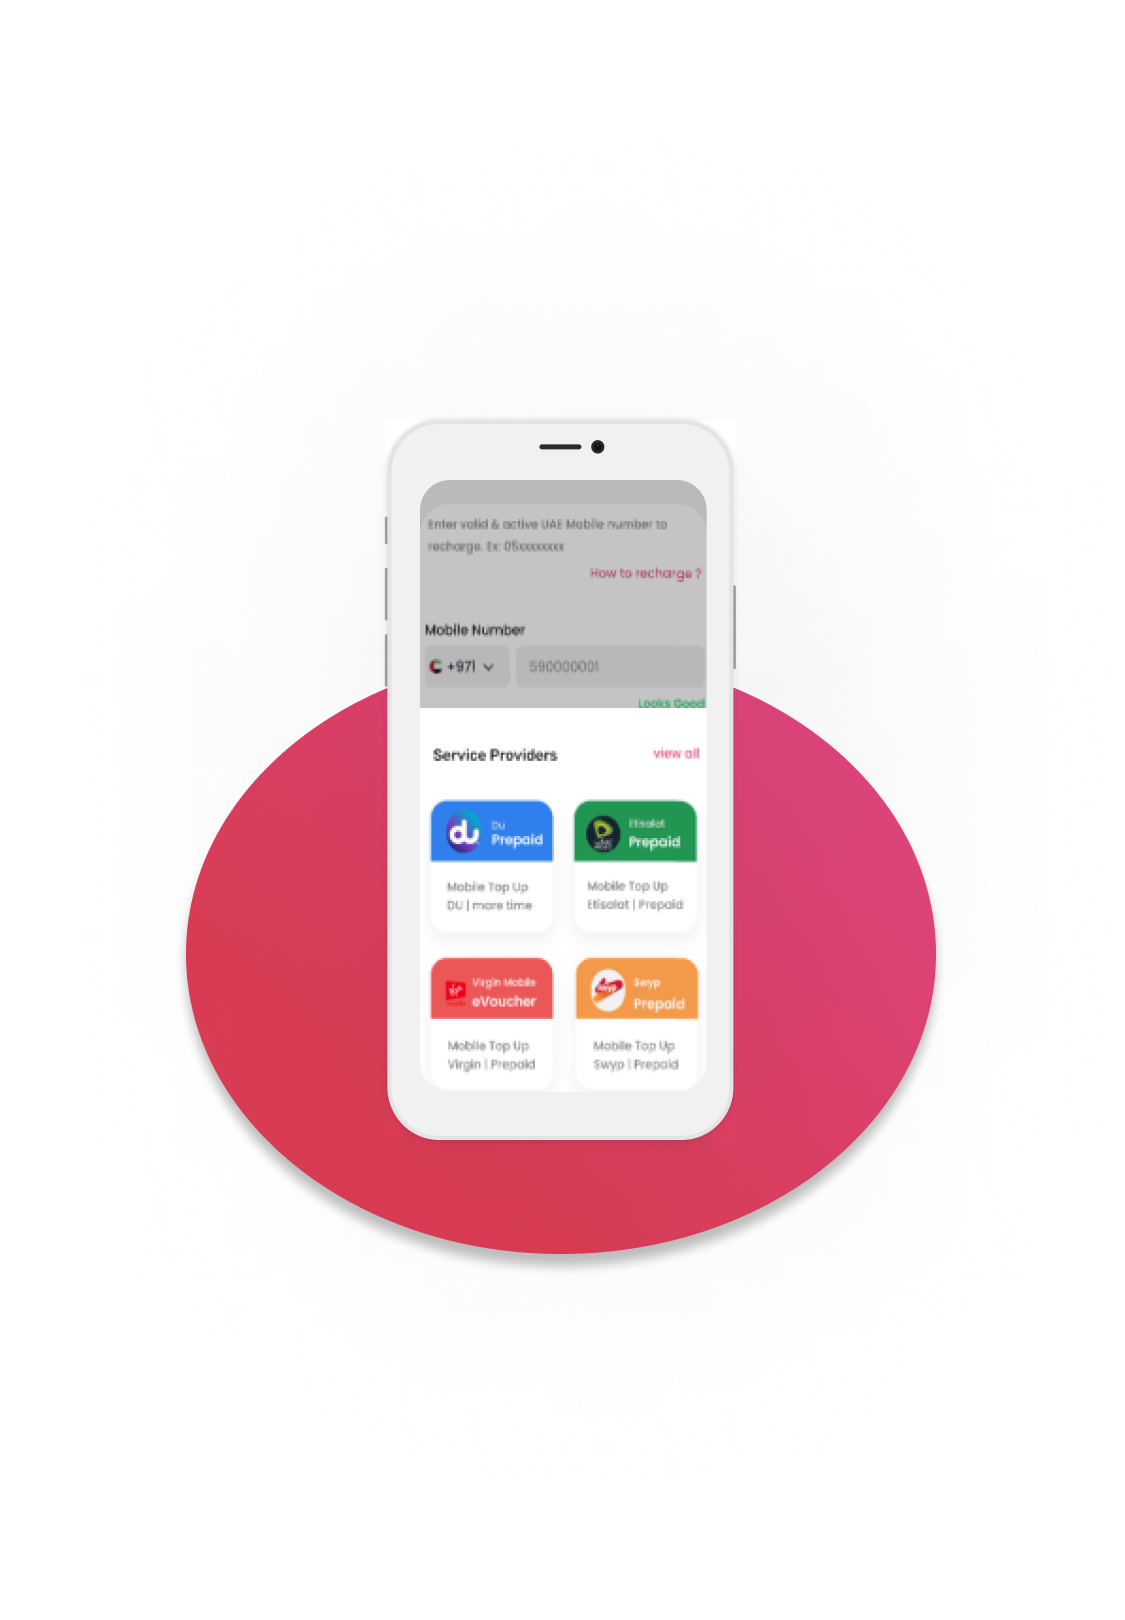 Enter valid & active UAE Mobile number to
recharge. Ex: 05xxxxxxxx
How to recharge ?
Mobile Number
+971
590000001
Looks Good
Service Providers
view all
du
DU
Prepaid
Etisalat
Prepaid
Mobile Top Up
DU | more time
Mobile Top Up
Etisalat | Prepaid
Virgin Mobile
eVoucher
Swyp
Swyp
Prepaid
Mobile Top Up
Virgin | Prepaid
Mobile Top Up
Swyp | Prepaid